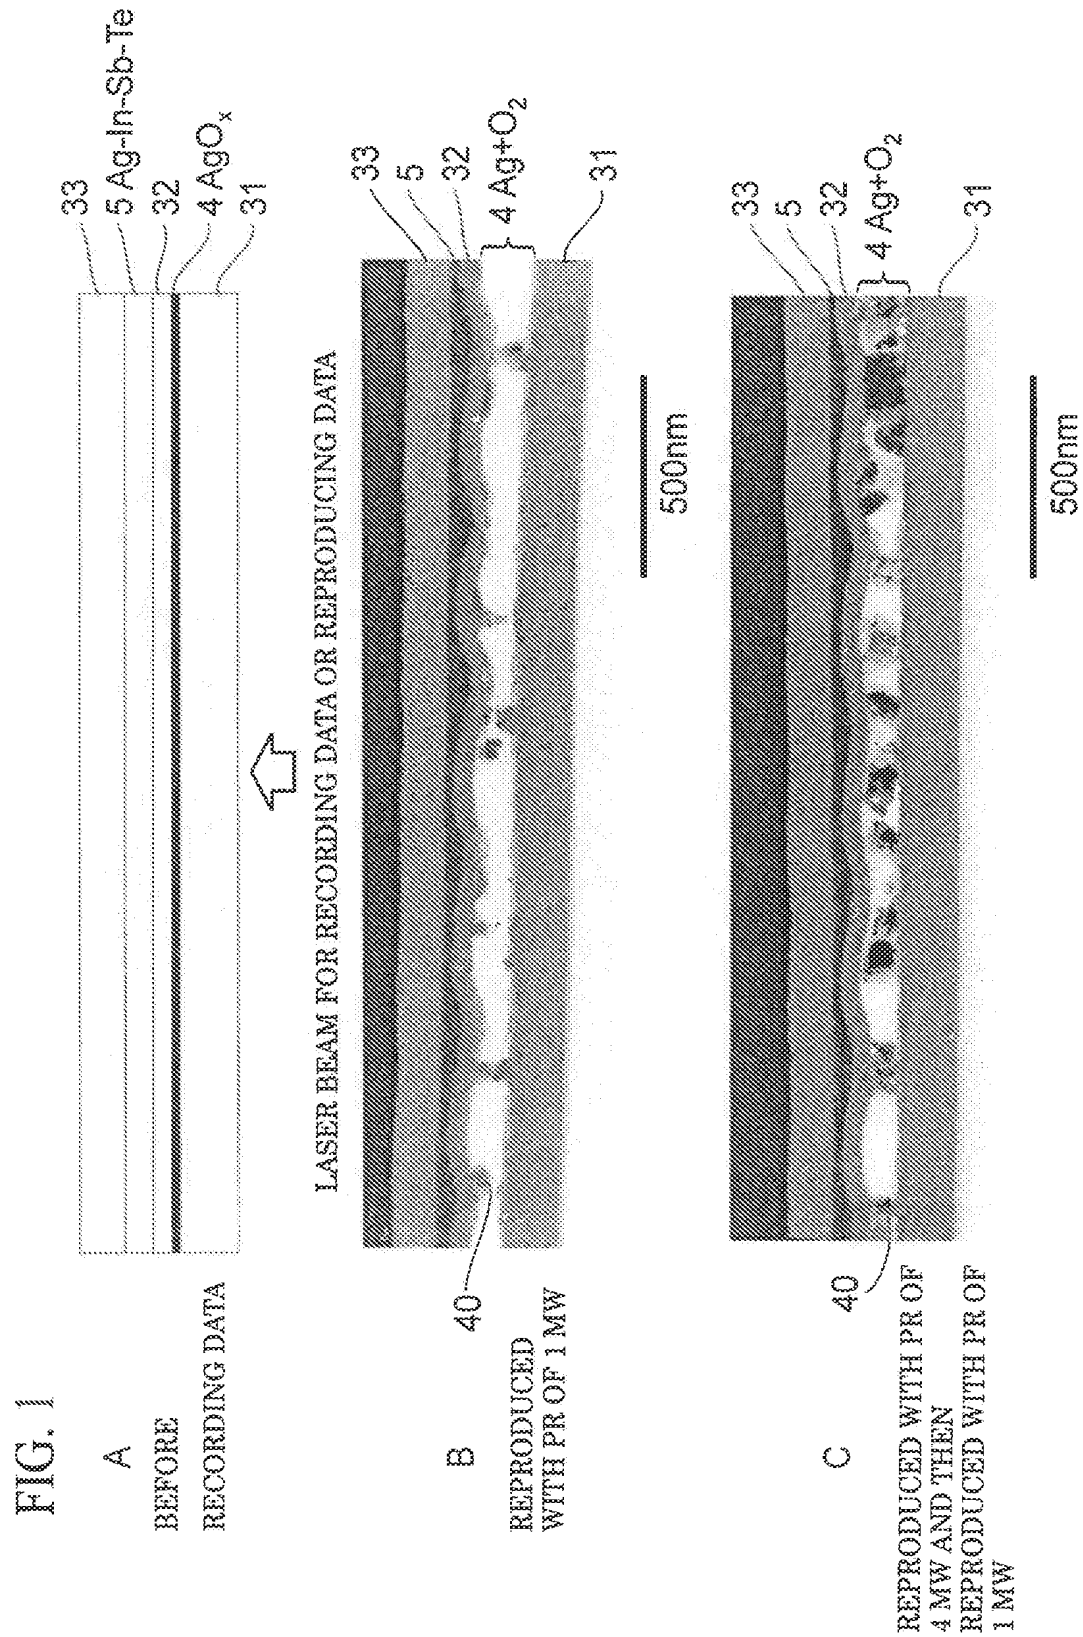 FIG. 1
A
BEFORE
RECORDING DATA
33
5 Ag-In-Sb-Te
32
4 AgOx
31
LASER BEAM FOR RECORDING DATA OR REPRODUCING DATA
B
REPRODUCED
WITH PR OF 1 MW
40
33
5
32
4 Ag+O2
31
500nm
C
REPRODUCED WITH PR OF
4 MW AND THEN
REPRODUCED WITH PR OF
1 MW
40
33
5
32
4 Ag+O2
31
500nm